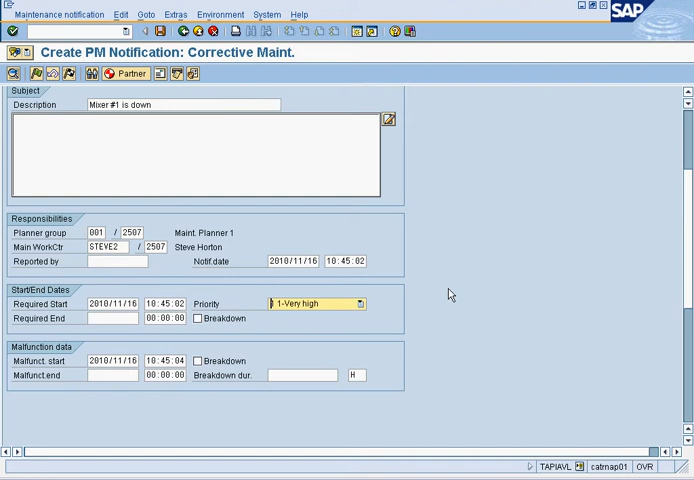 Maintenance notification Edit Goto Extras Environment System Help
SAP
Create PM Notification: Corrective Maint.
Partner
Subject
Description Mixer #1 is down
Responsibilities
Planner group 001 / 2507 Maint. Planner 1
Main WorkCtr STEVE2 / 2507 Steve Horton
Reported by Notif.date 2010/11/16 10:45:02
Start/End Dates
Required Start 2010/11/16 10:45:02 Priority 1 1-Very high
Required End 00:00:00 Breakdown
Malfunction data
Malfunct. start 2010/11/16 10:45:04 Breakdown
Malfunct.end 00:00:00 Breakdown dur. H
TAPIAVL catrnap01 OVR